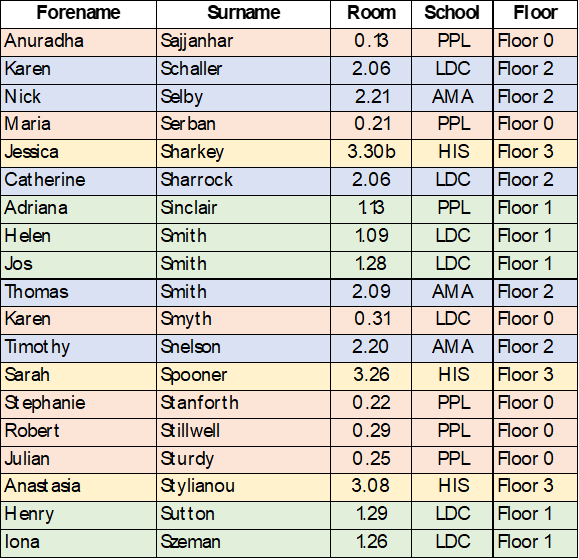 Forename Surname Room School Floor
Anuradha Sajjanhar 0.13 PPL Floor 0
Karen Schaller 2.06 LDC Floor 2
Nick Selby 2.21 AMA Floor 2
Maria Serban 0.21 PPL Floor 0
Jessica Sharkey 3.30b HIS Floor 3
Catherine Sharrock 2.06 LDC Floor 2
Adriana Sinclair 1.13 PPL Floor 1
Helen Smith 1.09 LDC Floor 1
Jos Smith 1.28 LDC Floor 1
Thomas Smith 2.09 AMA Floor 2
Karen Smyth 0.31 LDC Floor 0
Timothy Snelson 2.20 AMA Floor 2
Sarah Spooner 3.26 HIS Floor 3
Stephanie Stanforth 0.22 PPL Floor 0
Robert Stillwell 0.29 PPL Floor 0
Julian Sturdy 0.25 PPL Floor 0
Anastasia Stylianou 3.08 HIS Floor 3
Henry Sutton 1.29 LDC Floor 1
Iona Szeman 1.26 LDC Floor 1